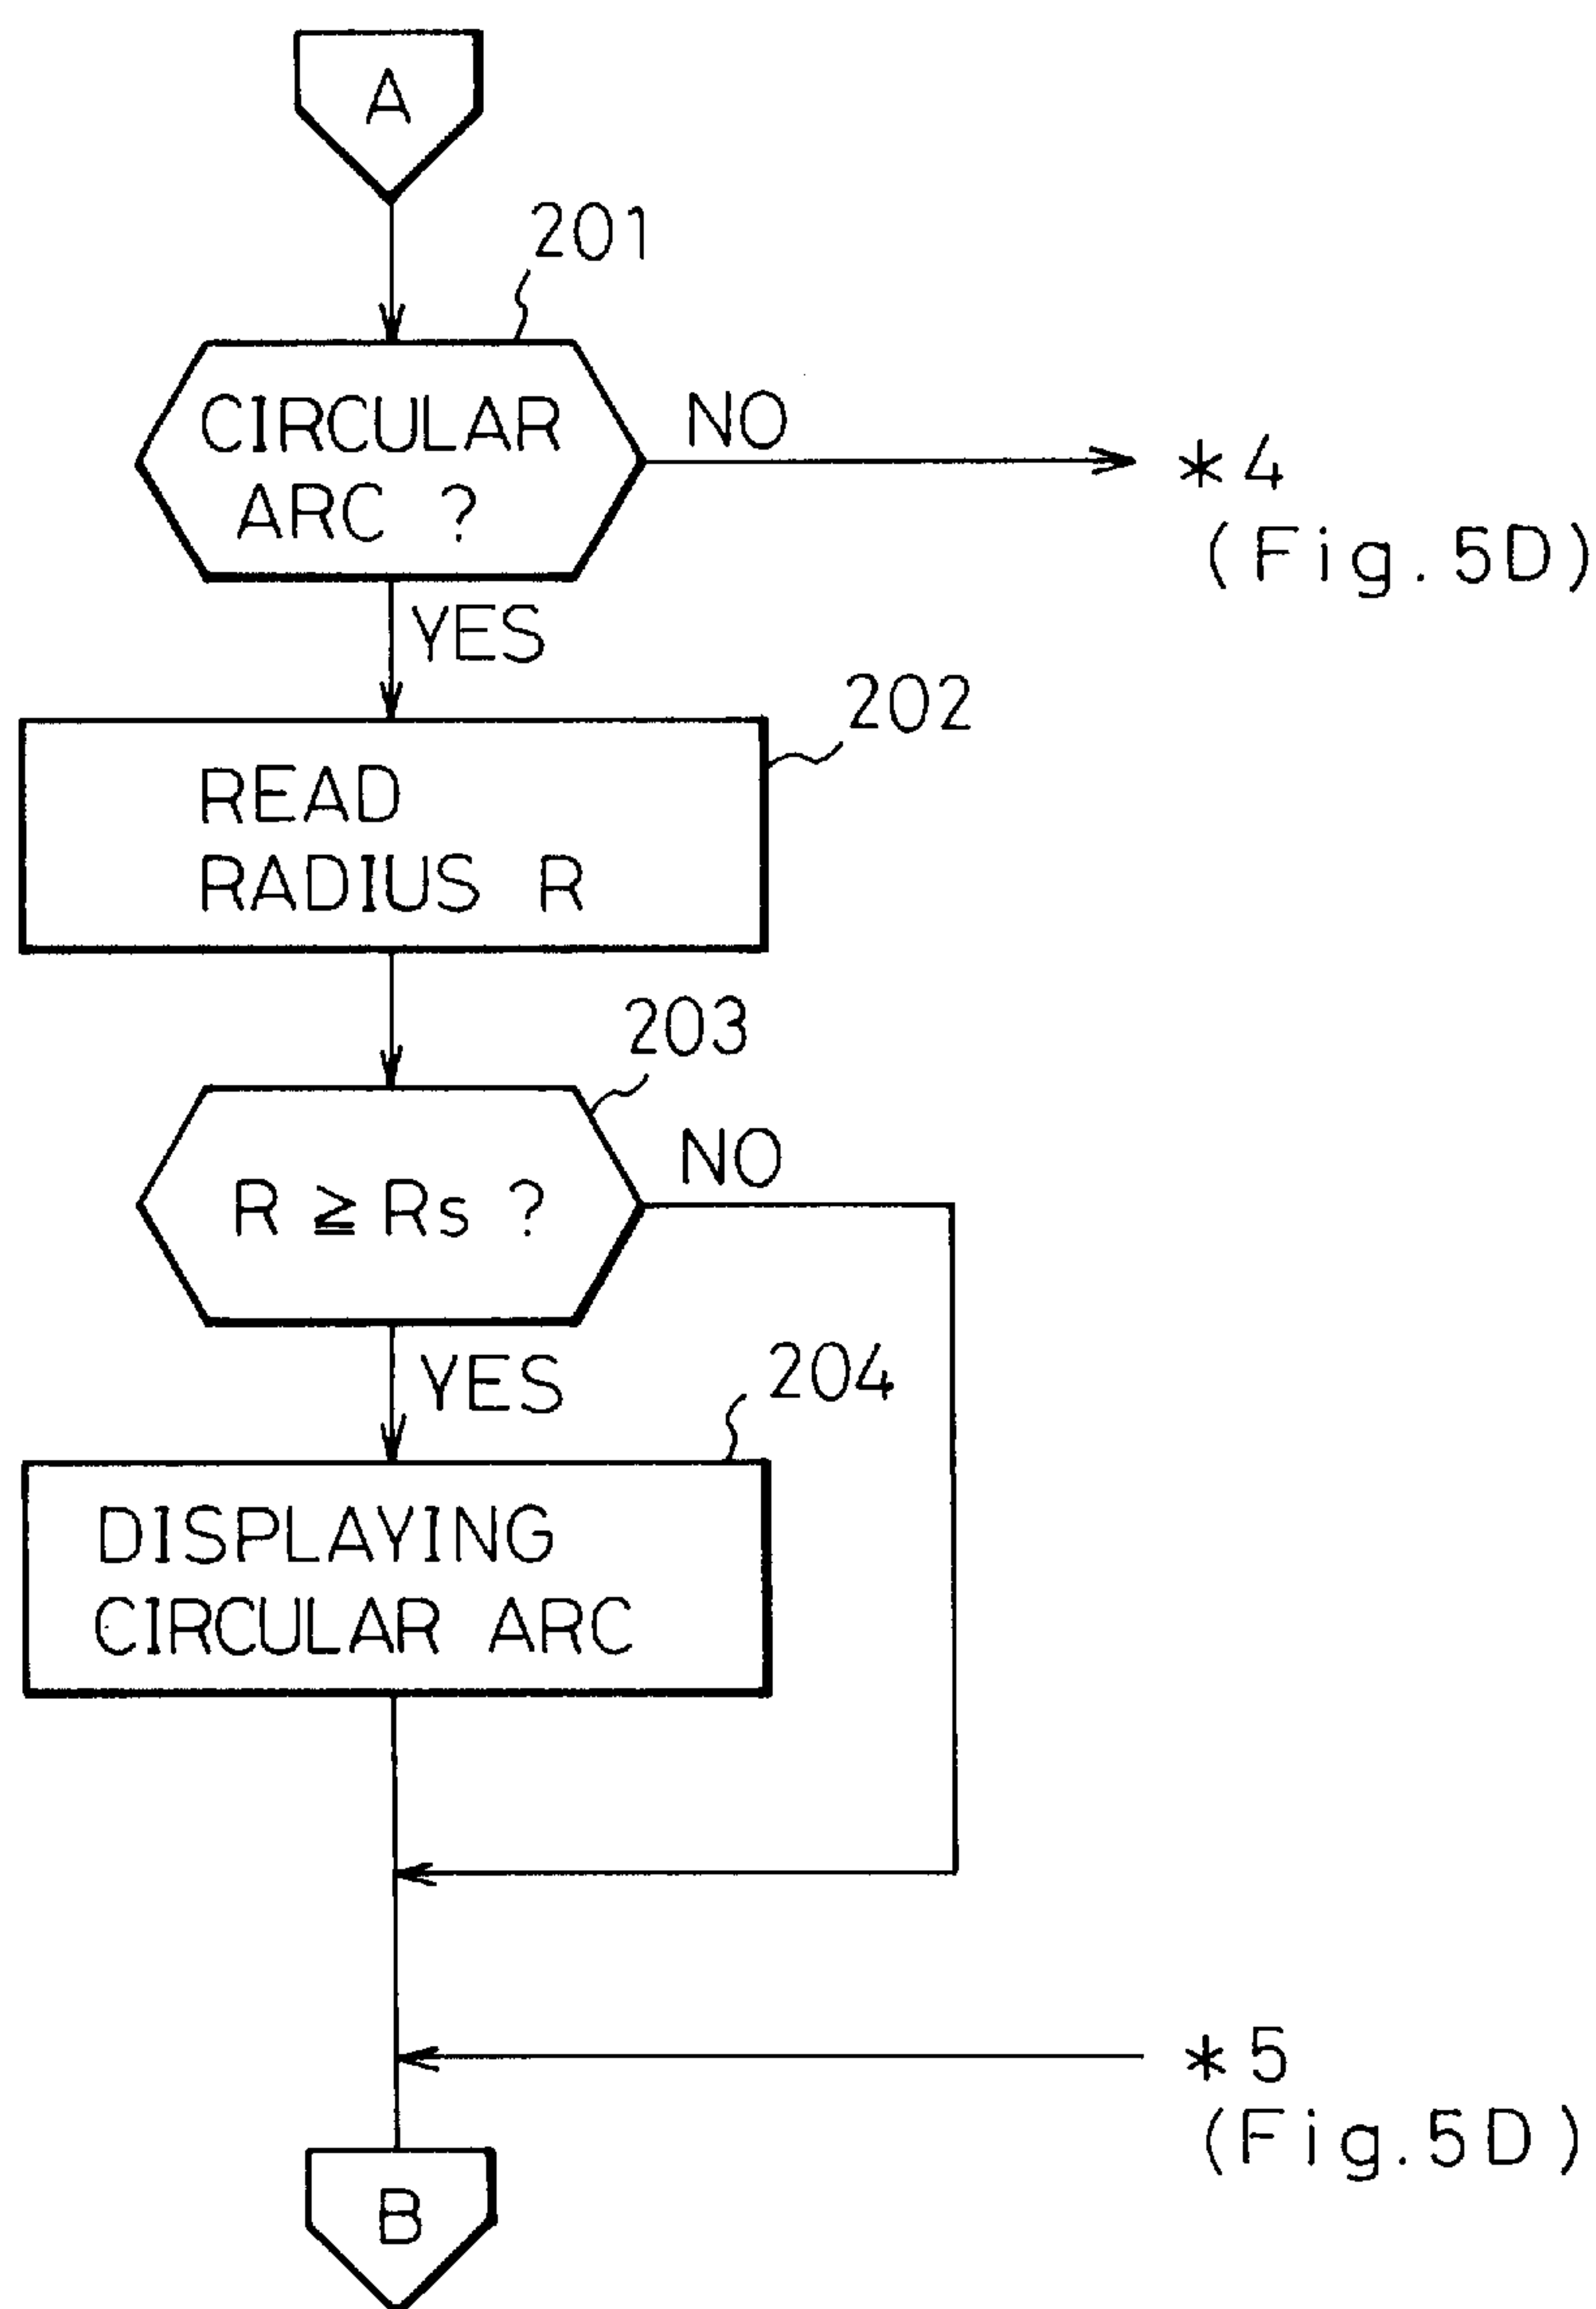 A
201
CIRCULAR
ARC ?
NO
*4
(Fig.5D)
YES
202
READ
RADIUS R
203
R ≧ Rs ?
NO
YES
204
DISPLAYING
CIRCULAR ARC
*5
(Fig.5D)
B